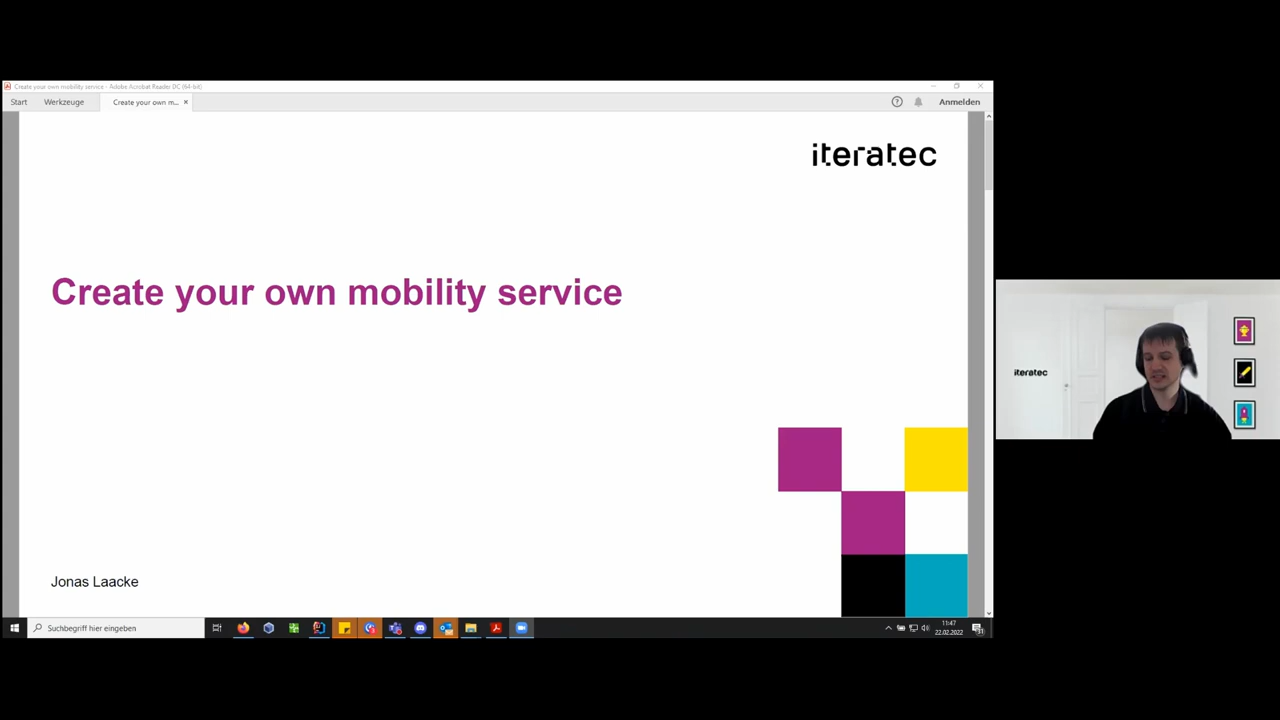 Create your own mobility service - Adobe Acrobat Reader DC (64-bit)
Start Werkzeuge Create your own m... × Anmelden
iteratec
Create your own mobility service
iteratec
Jonas Laacke
Suchbegriff hier eingeben
11:47
22.02.2022